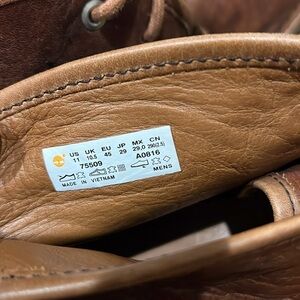 US UK EU JP MX CN
11 10.5 45 29 29,0 290(2.5)
75509 A0816
MADE IN VIETNAM MENS